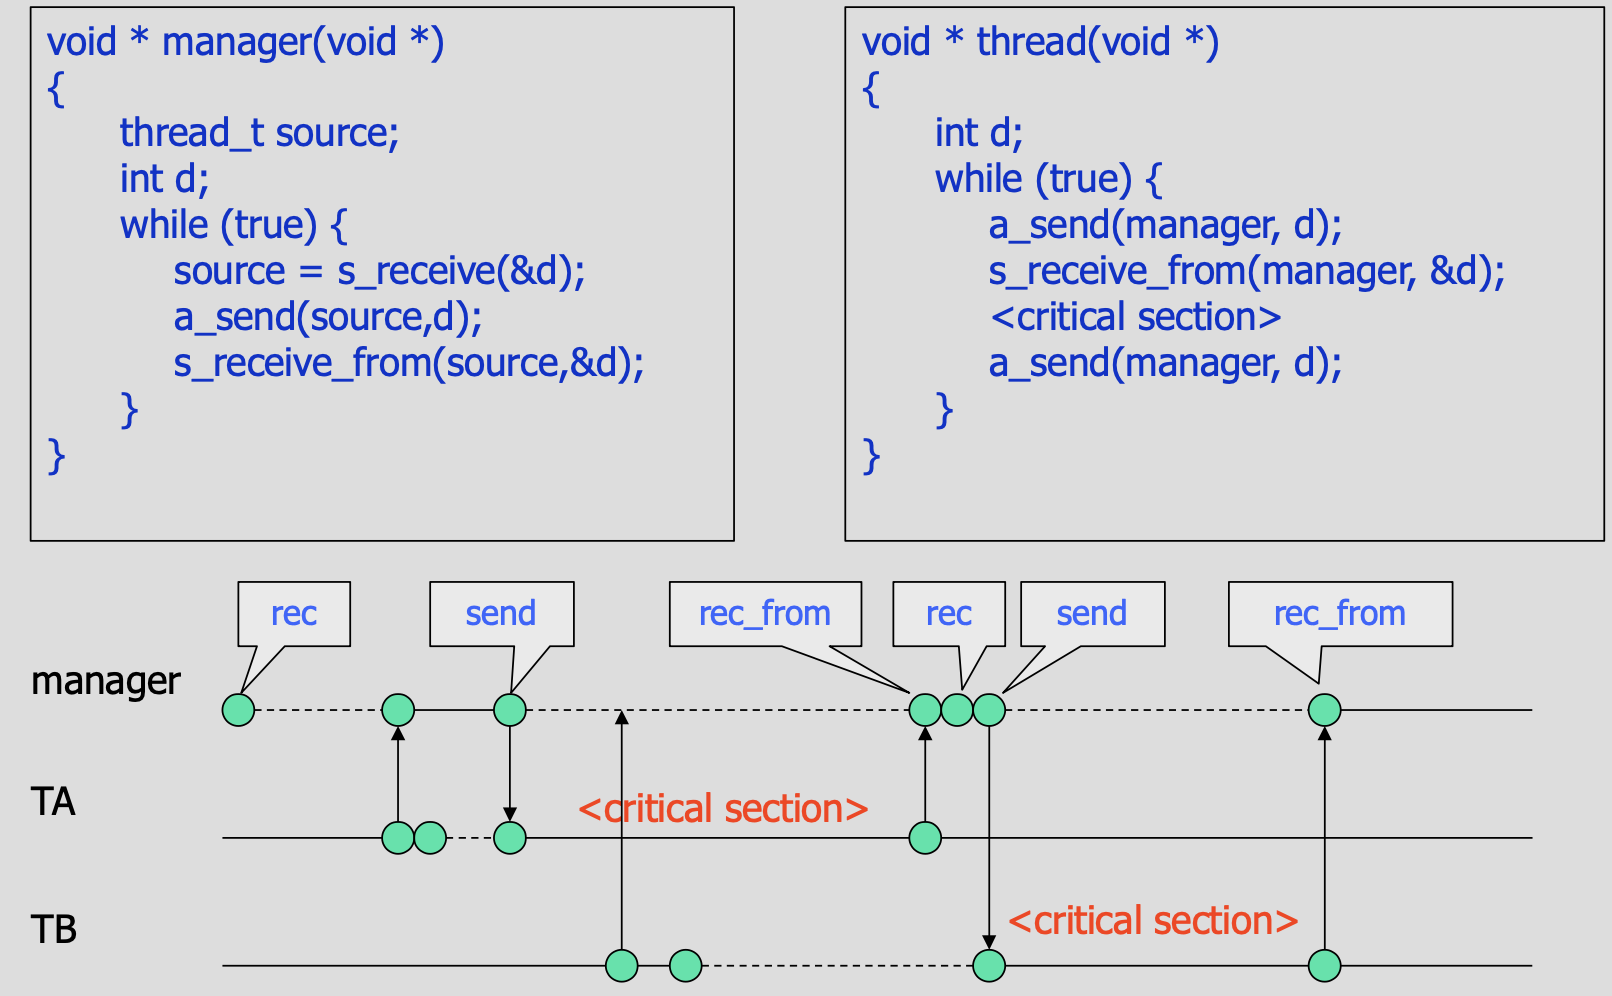 void * manager(void *)
{
thread_t source;
int d;
while (true) {
source = s_receive(&d);
a_send(source,d);
s_receive_from(source,&d);
}
}
void * thread(void *)
{
int d;
while (true) {
a_send(manager, d);
s_receive_from(manager, &d);
<critical section>
a_send(manager, d);
}
}
rec
send
rec_from
rec
send
rec_from
manager
TA
<critical section>
TB
<critical section>